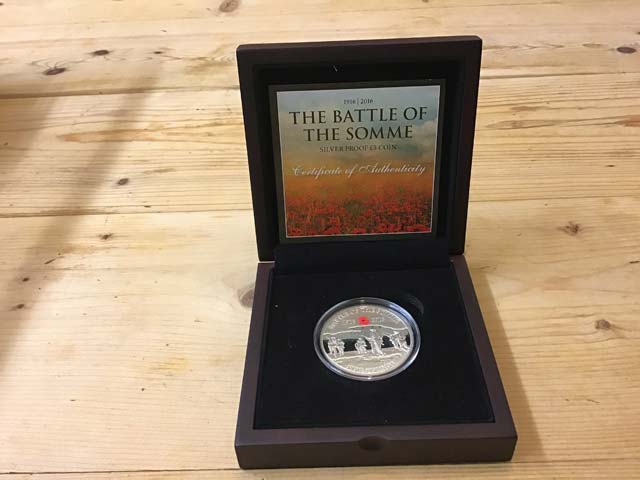 1916 | 2016
THE BATTLE OF
THE SOMME
SILVER PROOF £5 COIN
Certificate of Authenticity